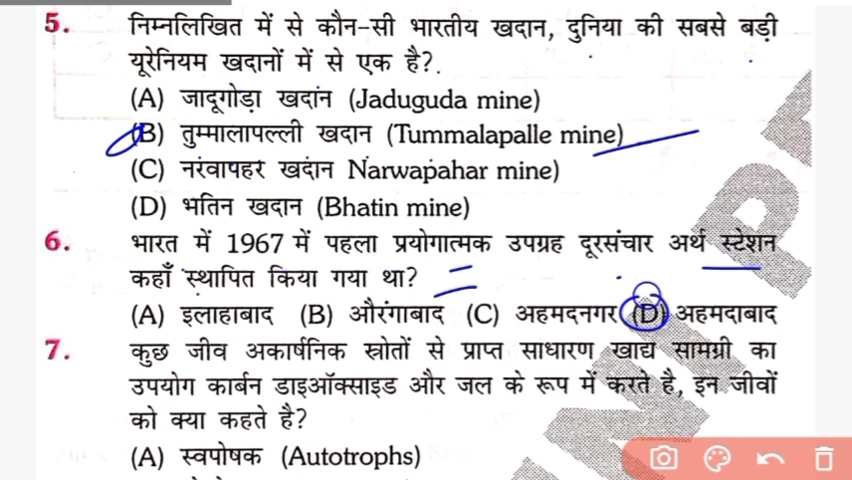 5. निम्नलिखित में से कौन-सी भारतीय खदान, दुनिया की सबसे बड़ी
यूरेनियम खदानों में से एक है?
(A) जादूगोड़ा खदान (Jaduguda mine)
(B) तुम्मालापल्ली खदान (Tummalapalle mine)
(C) नरवापहर खदान Narwapahar mine)
(D) भतिन खदान (Bhatin mine)
6. भारत में 1967 में पहला प्रयोगात्मक उपग्रह दूरसंचार अर्थ स्टेशन
कहाँ स्थापित किया गया था?
(A) इलाहाबाद (B) औरंगाबाद (C) अहमदनगर (D) अहमदाबाद
7. कुछ जीव अकार्षनिक स्रोतों से प्राप्त साधारण खाद्य सामग्री का
उपयोग कार्बन डाइऑक्साइड और जल के रूप में करते है, इन जीवों
को क्या कहते है?
(A) स्वपोषक (Autotrophs)